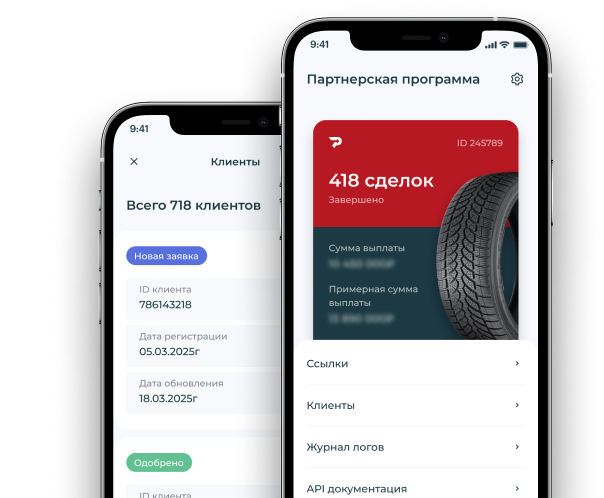 9:41
Клиенты
Всего 718 клиентов
Новая заявка
ID клиента
786143218
Дата регистрации
05.03.2025г
Дата обновления
18.03.2025г
Одобрено
ID клиента
9:41
Партнерская программа
ID 245789
418 сделок
Завершено
Сумма выплаты
Примерная сумма
выплаты
Ссылки
Клиенты
Журнал логов
API документация